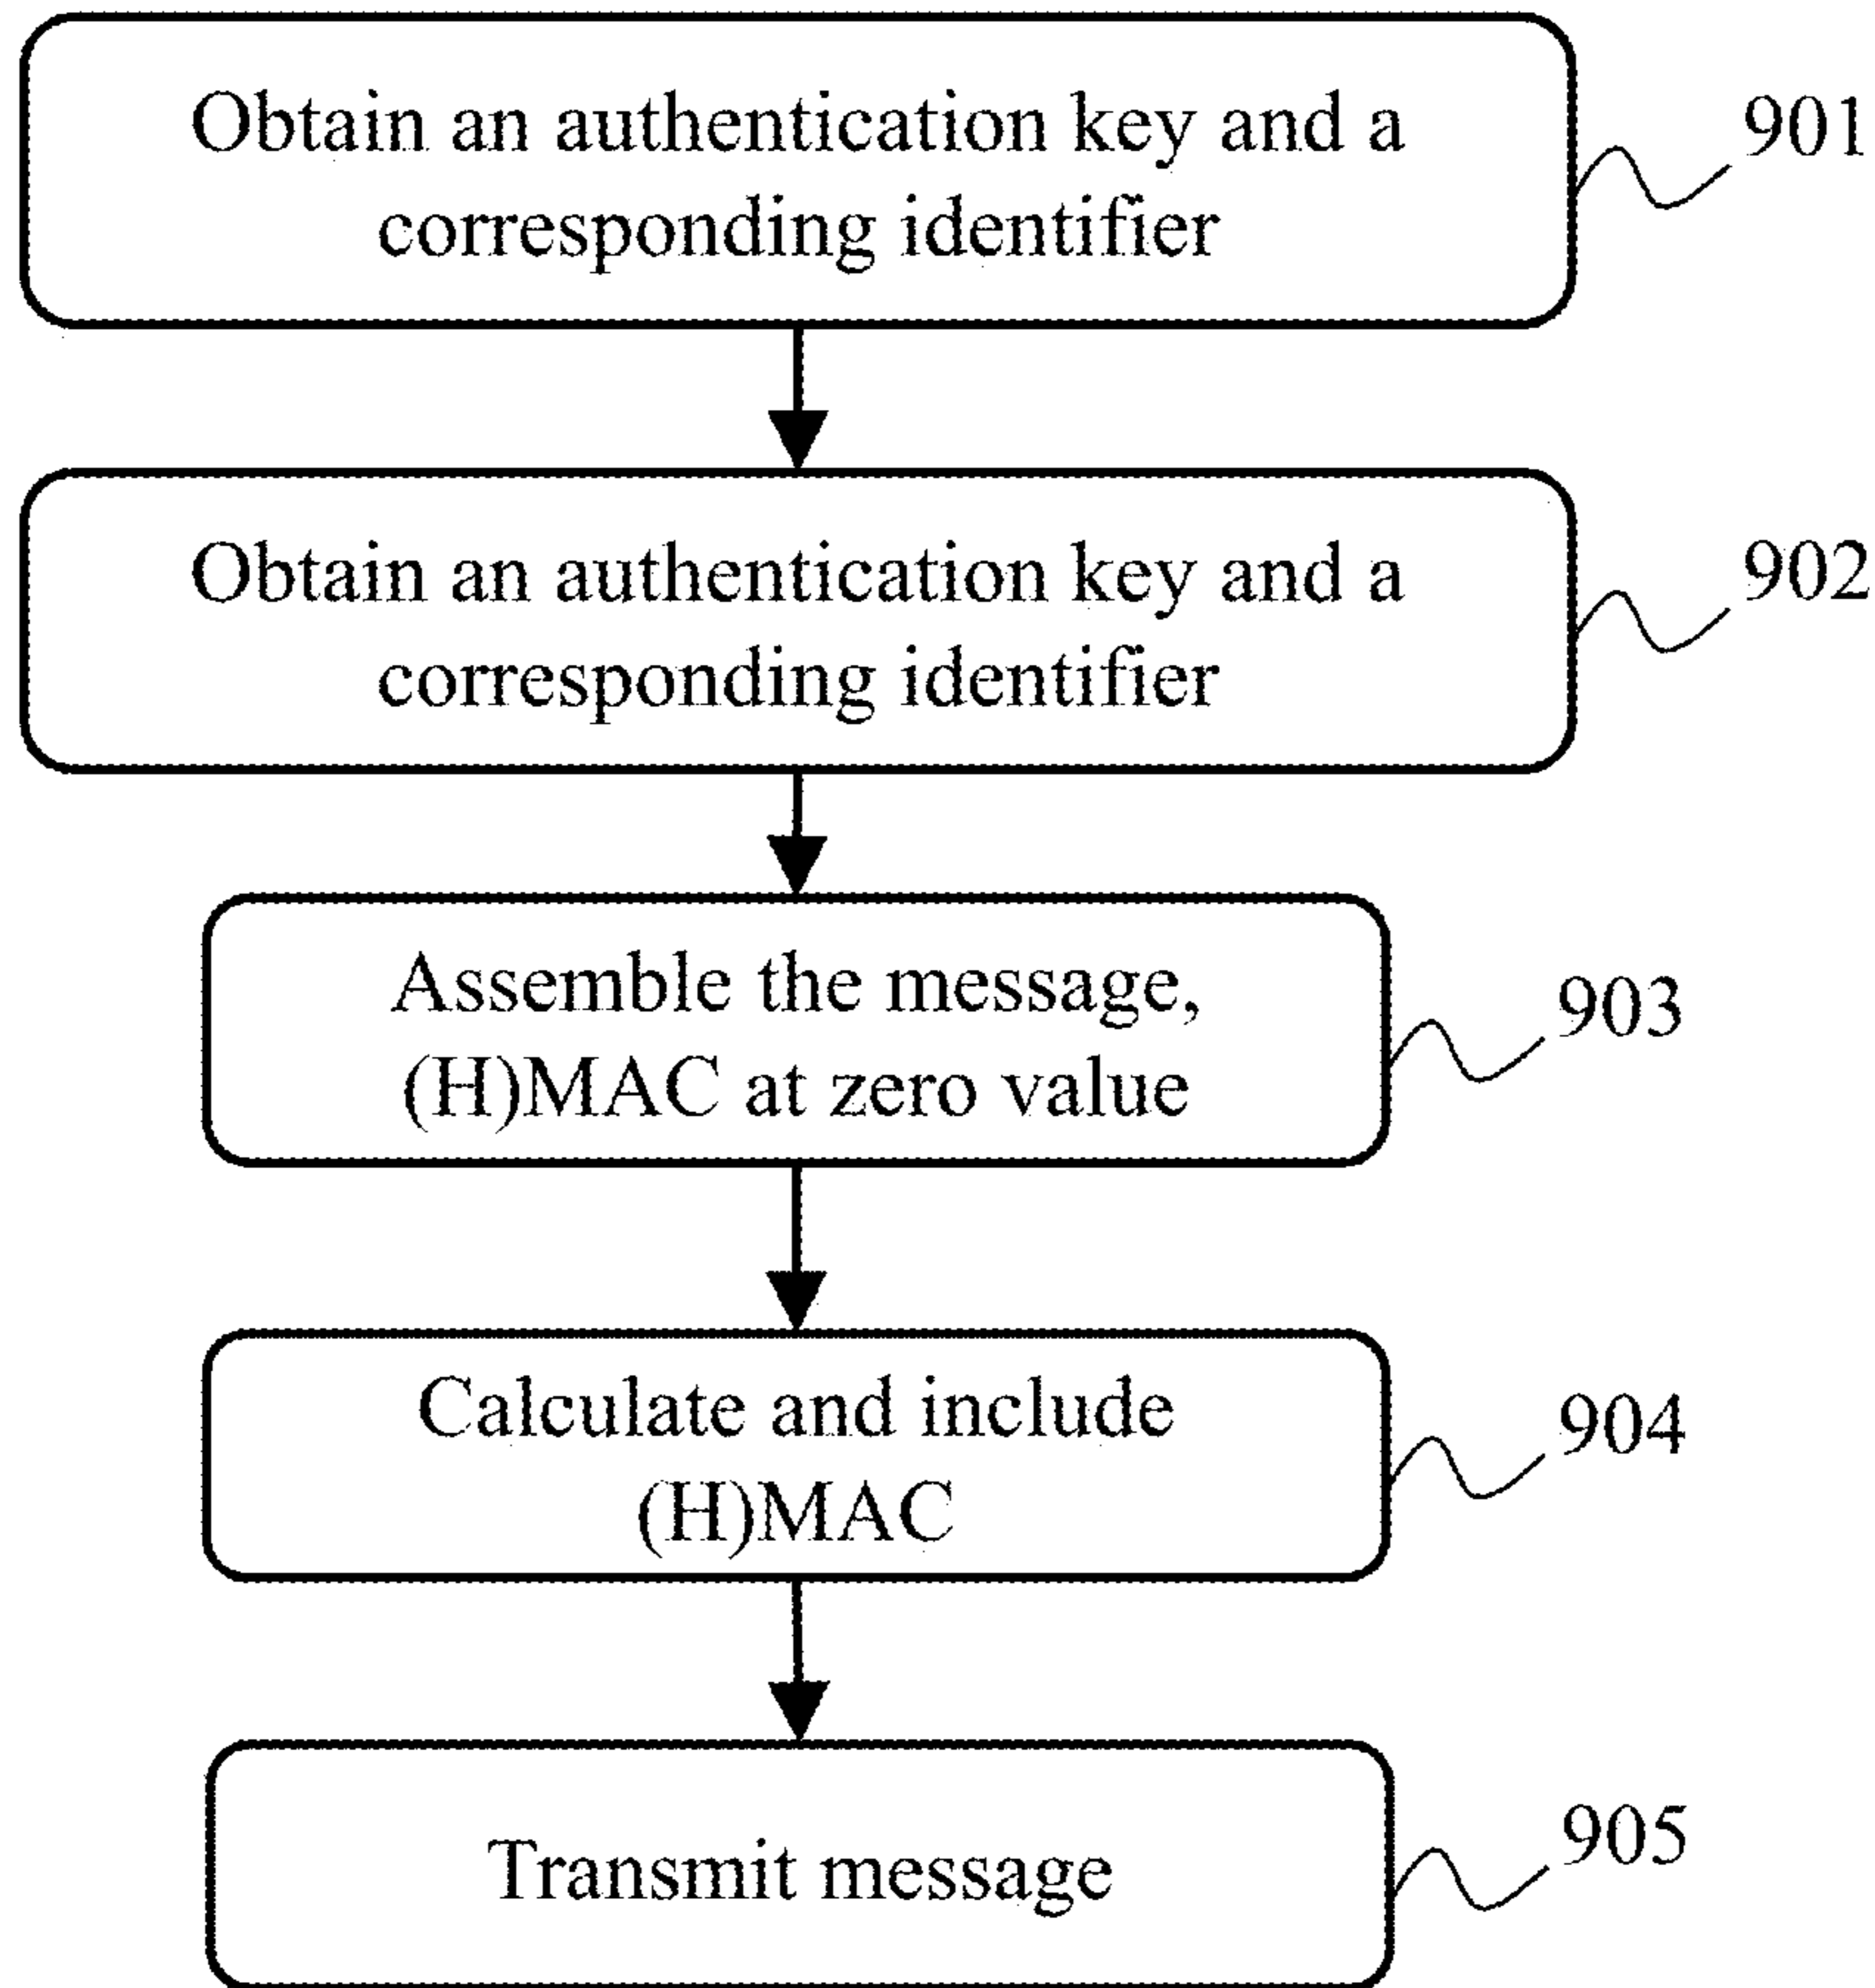 Obtain an authentication key and a
corresponding identifier
901
Obtain an authentication key and a
corresponding identifier
902
Assemble the message,
(H)MAC at zero value
903
Calculate and include
(H)MAC
904
Transmit message
905